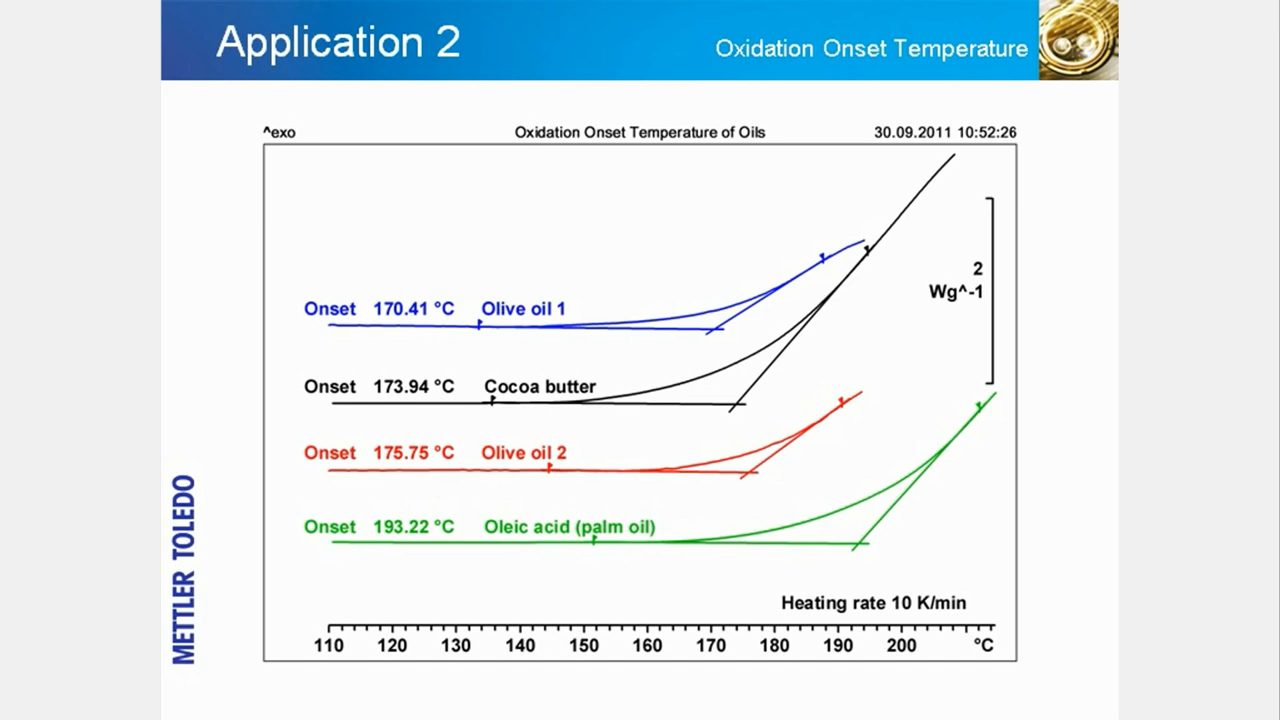 Application 2
Oxidation Onset Temperature
^exo
Oxidation Onset Temperature of Oils
30.09.2011 10:52:26
2
Wg^-1
Onset 170.41 °C Olive oil 1
Onset 173.94 °C Cocoa butter
Onset 175.75 °C Olive oil 2
Onset 193.22 °C Oleic acid (palm oil)
Heating rate 10 K/min
110 120 130 140 150 160 170 180 190 200 °C
METTLER TOLEDO